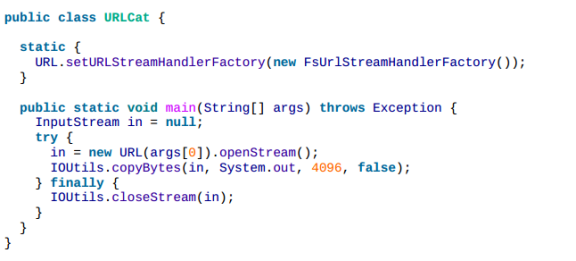 public class URLCat {
  static {
    URL.setURLStreamHandlerFactory(new FsUrlStreamHandlerFactory());
  }
  public static void main(String[] args) throws Exception {
    InputStream in = null;
    try {
      in = new URL(args[0]).openStream();
      IOUtils.copyBytes(in, System.out, 4096, false);
    } finally {
      IOUtils.closeStream(in);
    }
  }
}